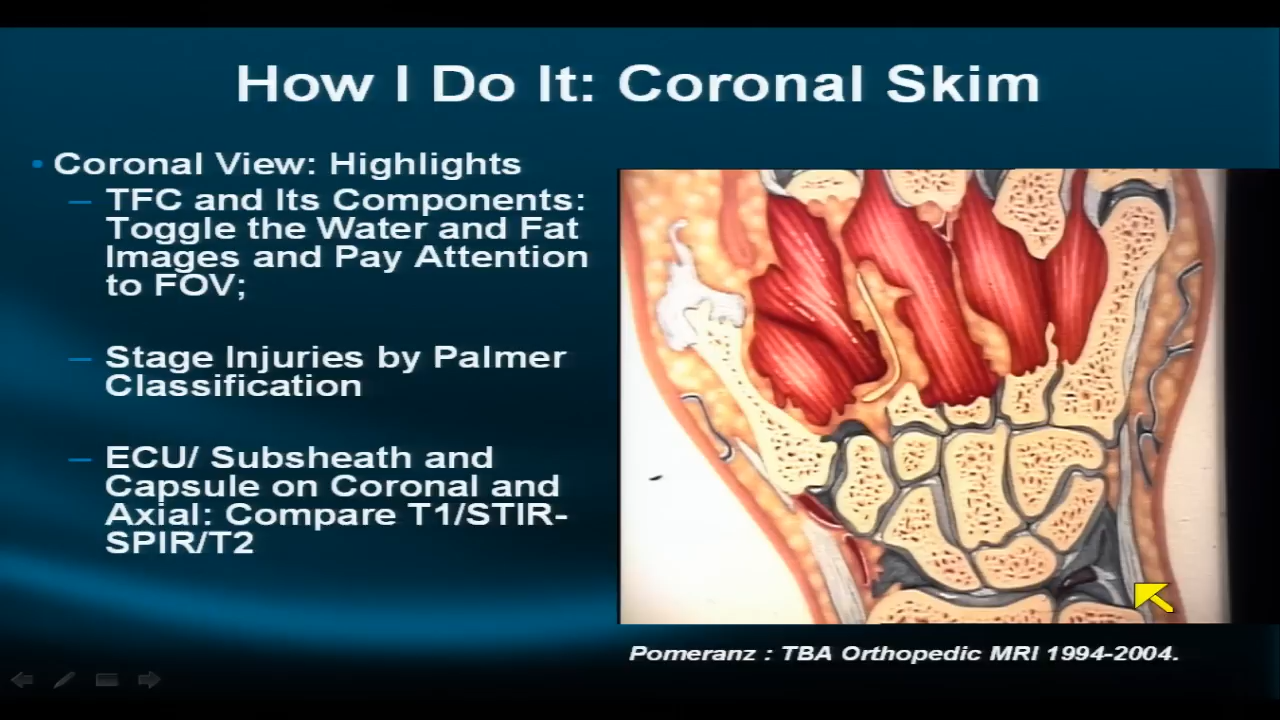 How I Do It: Coronal Skim
• Coronal View: Highlights
– TFC and Its Components:
Toggle the Water and Fat
Images and Pay Attention
to FOV;
– Stage Injuries by Palmer
Classification
– ECU/ Subsheath and
Capsule on Coronal and
Axial: Compare T1/STIR-
SPIR/T2
Pomeranz : TBA Orthopedic MRI 1994-2004.